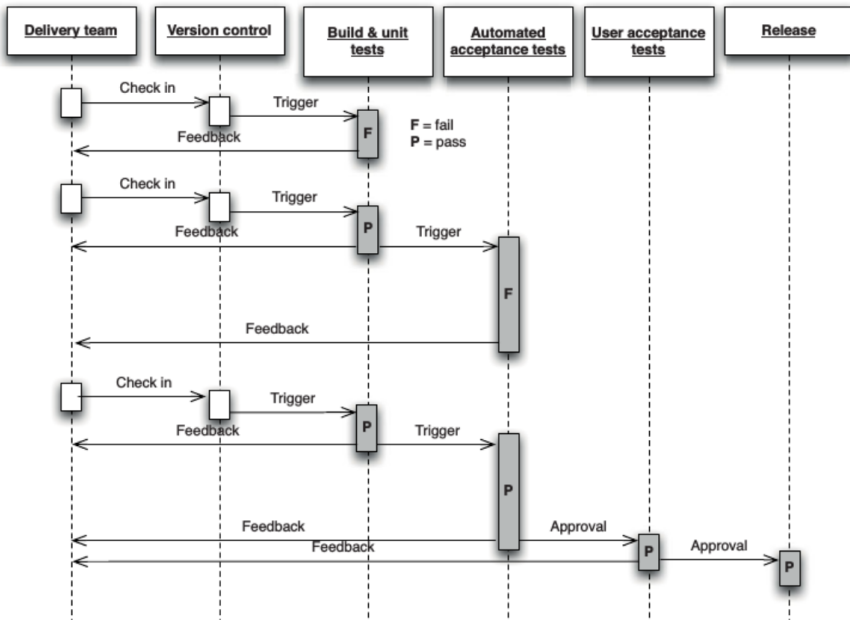 Delivery team
Version control
Build & unit
tests
Automated
acceptance tests
User acceptance
tests
Release
Check in
Trigger
F
F = fail
P = pass
Feedback
Check in
Trigger
P
Feedback
Trigger
F
Feedback
Check in
Trigger
P
Feedback
Trigger
P
Feedback
Approval
P
Feedback
Approval
P